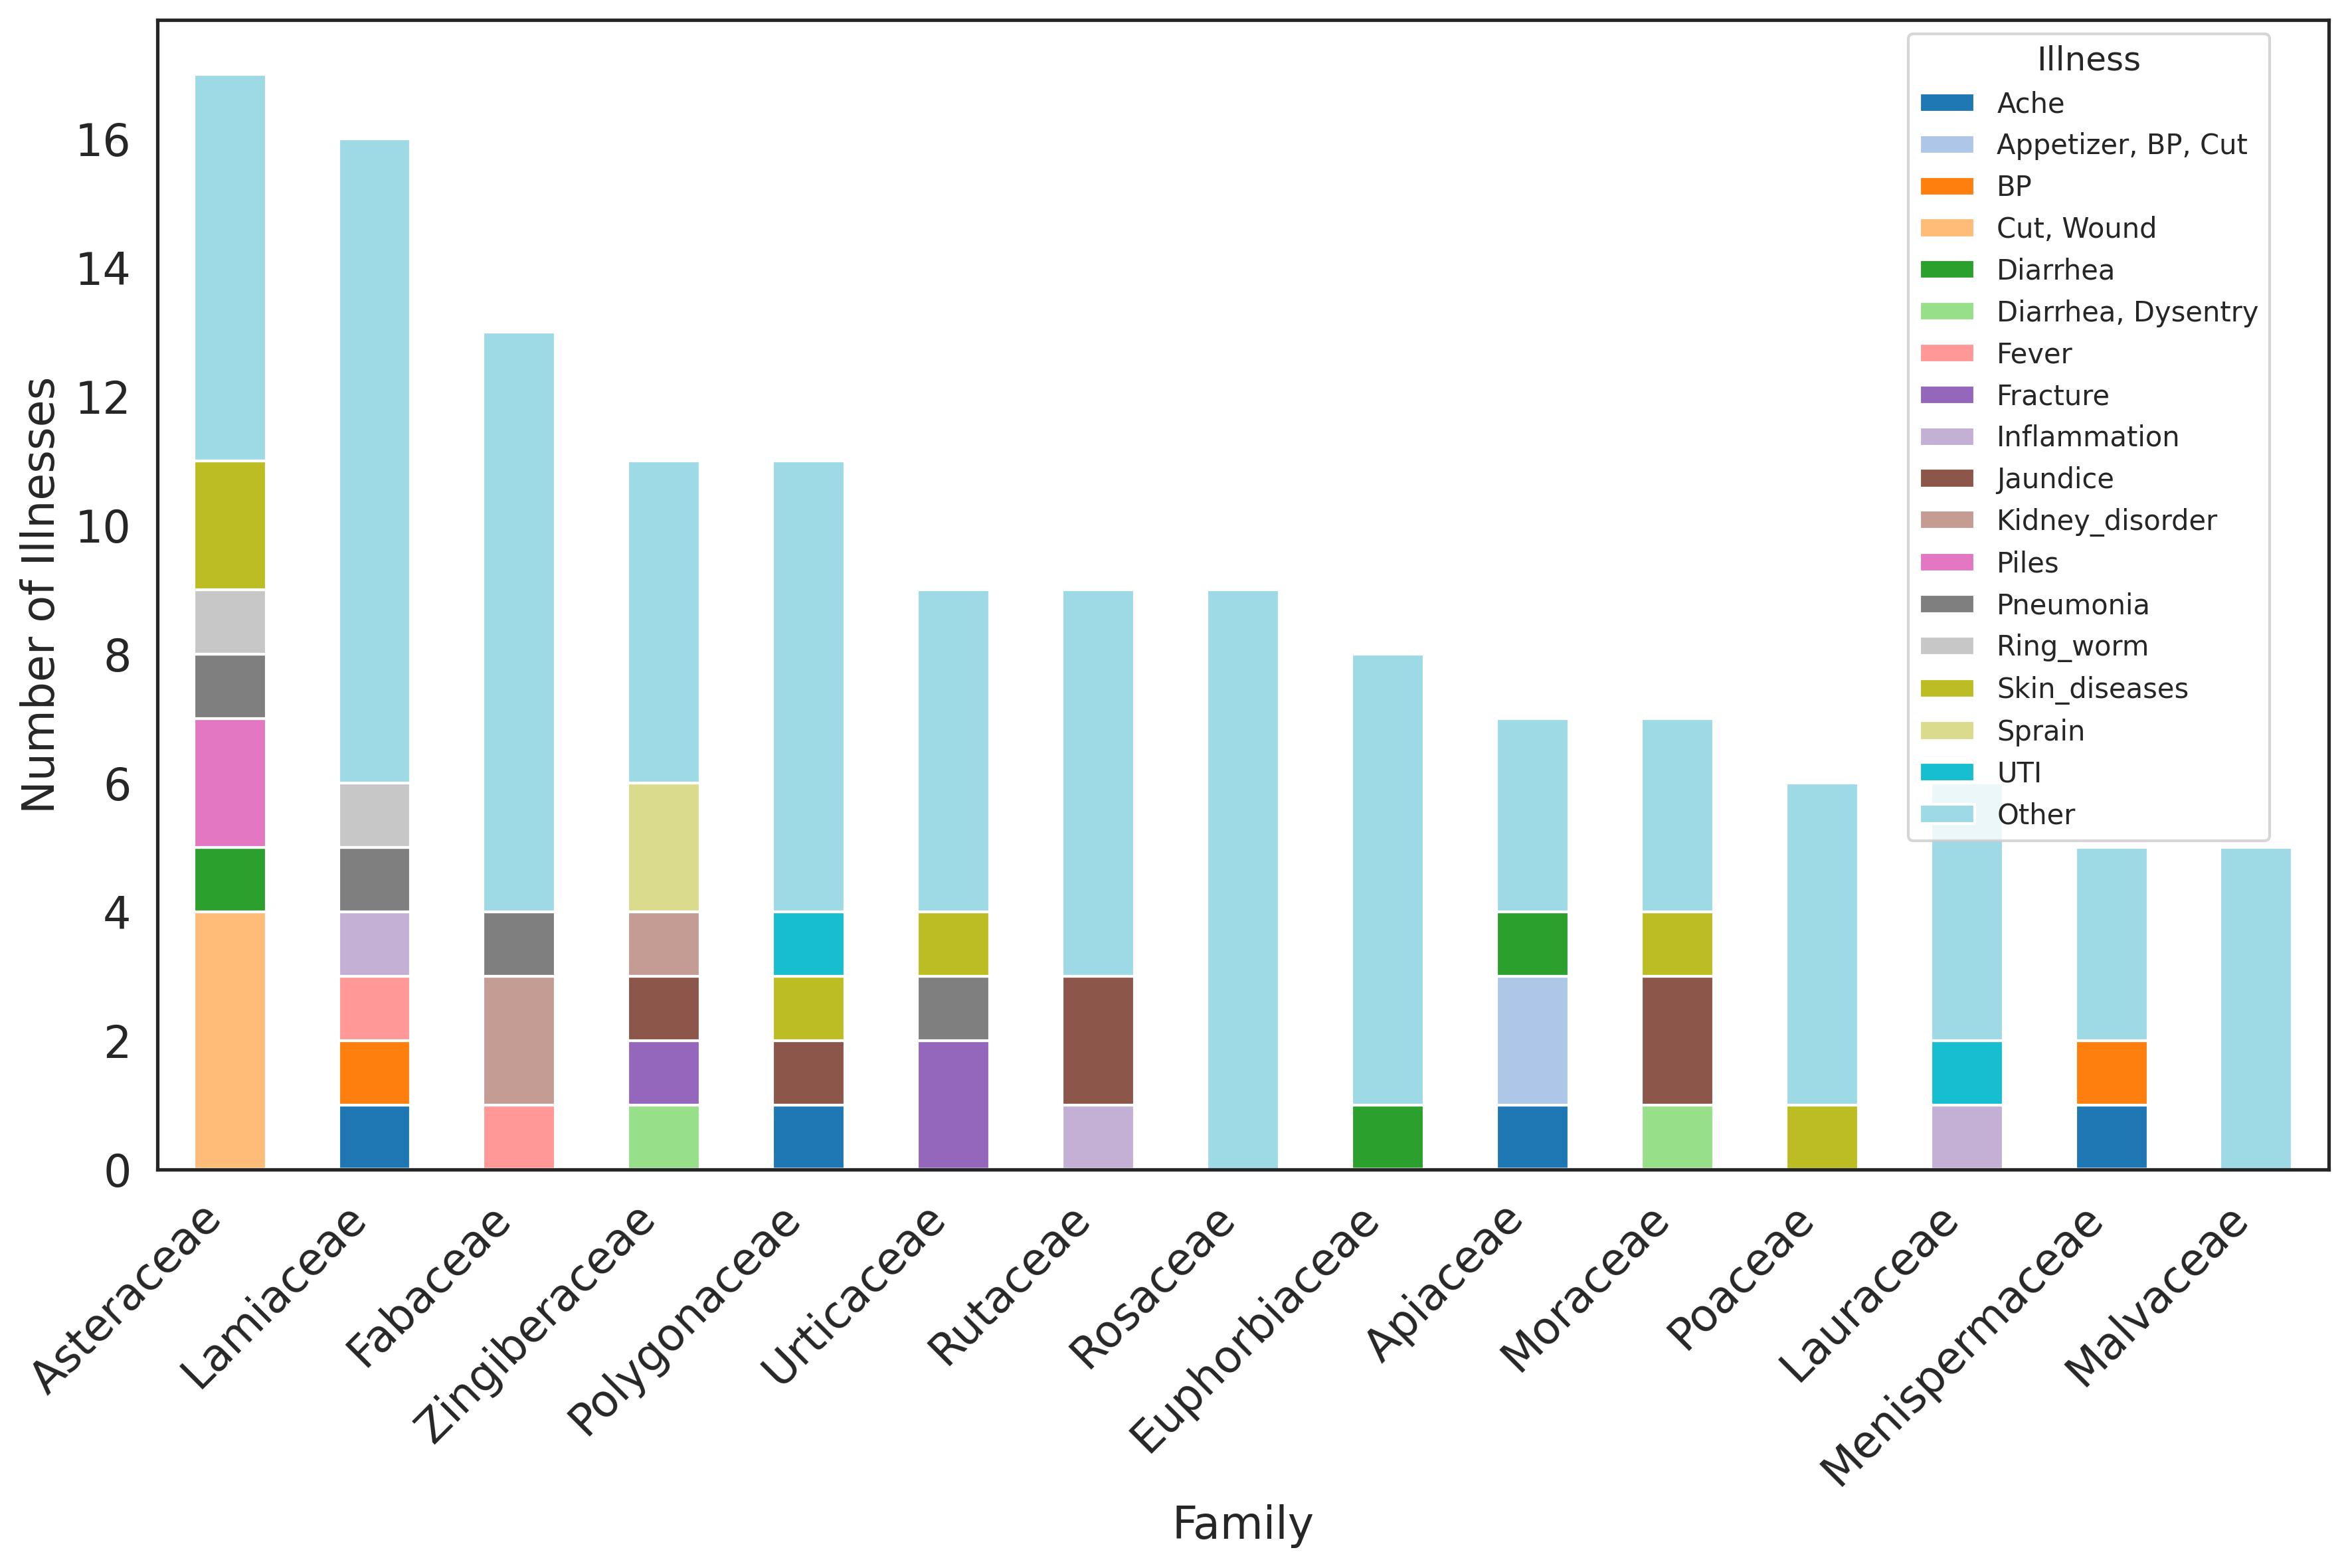 Number of Illnesses
16
14
12
10
8
6
4
2
0
Illness
Ache
Appetizer, BP, Cut
BP
Cut, Wound
Diarrhea
Diarrhea, Dysentry
Fever
Fracture
Inflammation
Jaundice
Kidney_disorder
Piles
Pneumonia
Ring_worm
Skin_diseases
Sprain
UTI
Other
Asteraceae
Lamiaceae
Fabaceae
Zingiberaceae
Polygonaceae
Urticaceae
Rutaceae
Rosaceae
Euphorbiaceae
Apiaceae
Moraceae
Poaceae
Lauraceae
Menispermaceae
Malvaceae
Family